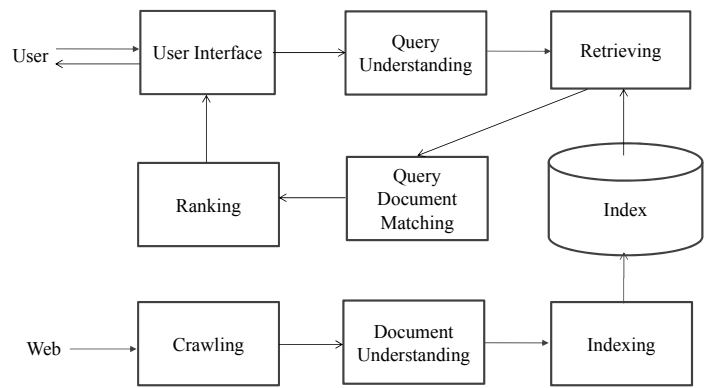 User
User Interface
Query
Understanding
Retrieving
Ranking
Query
Document
Matching
Index
Web
Crawling
Document
Understanding
Indexing